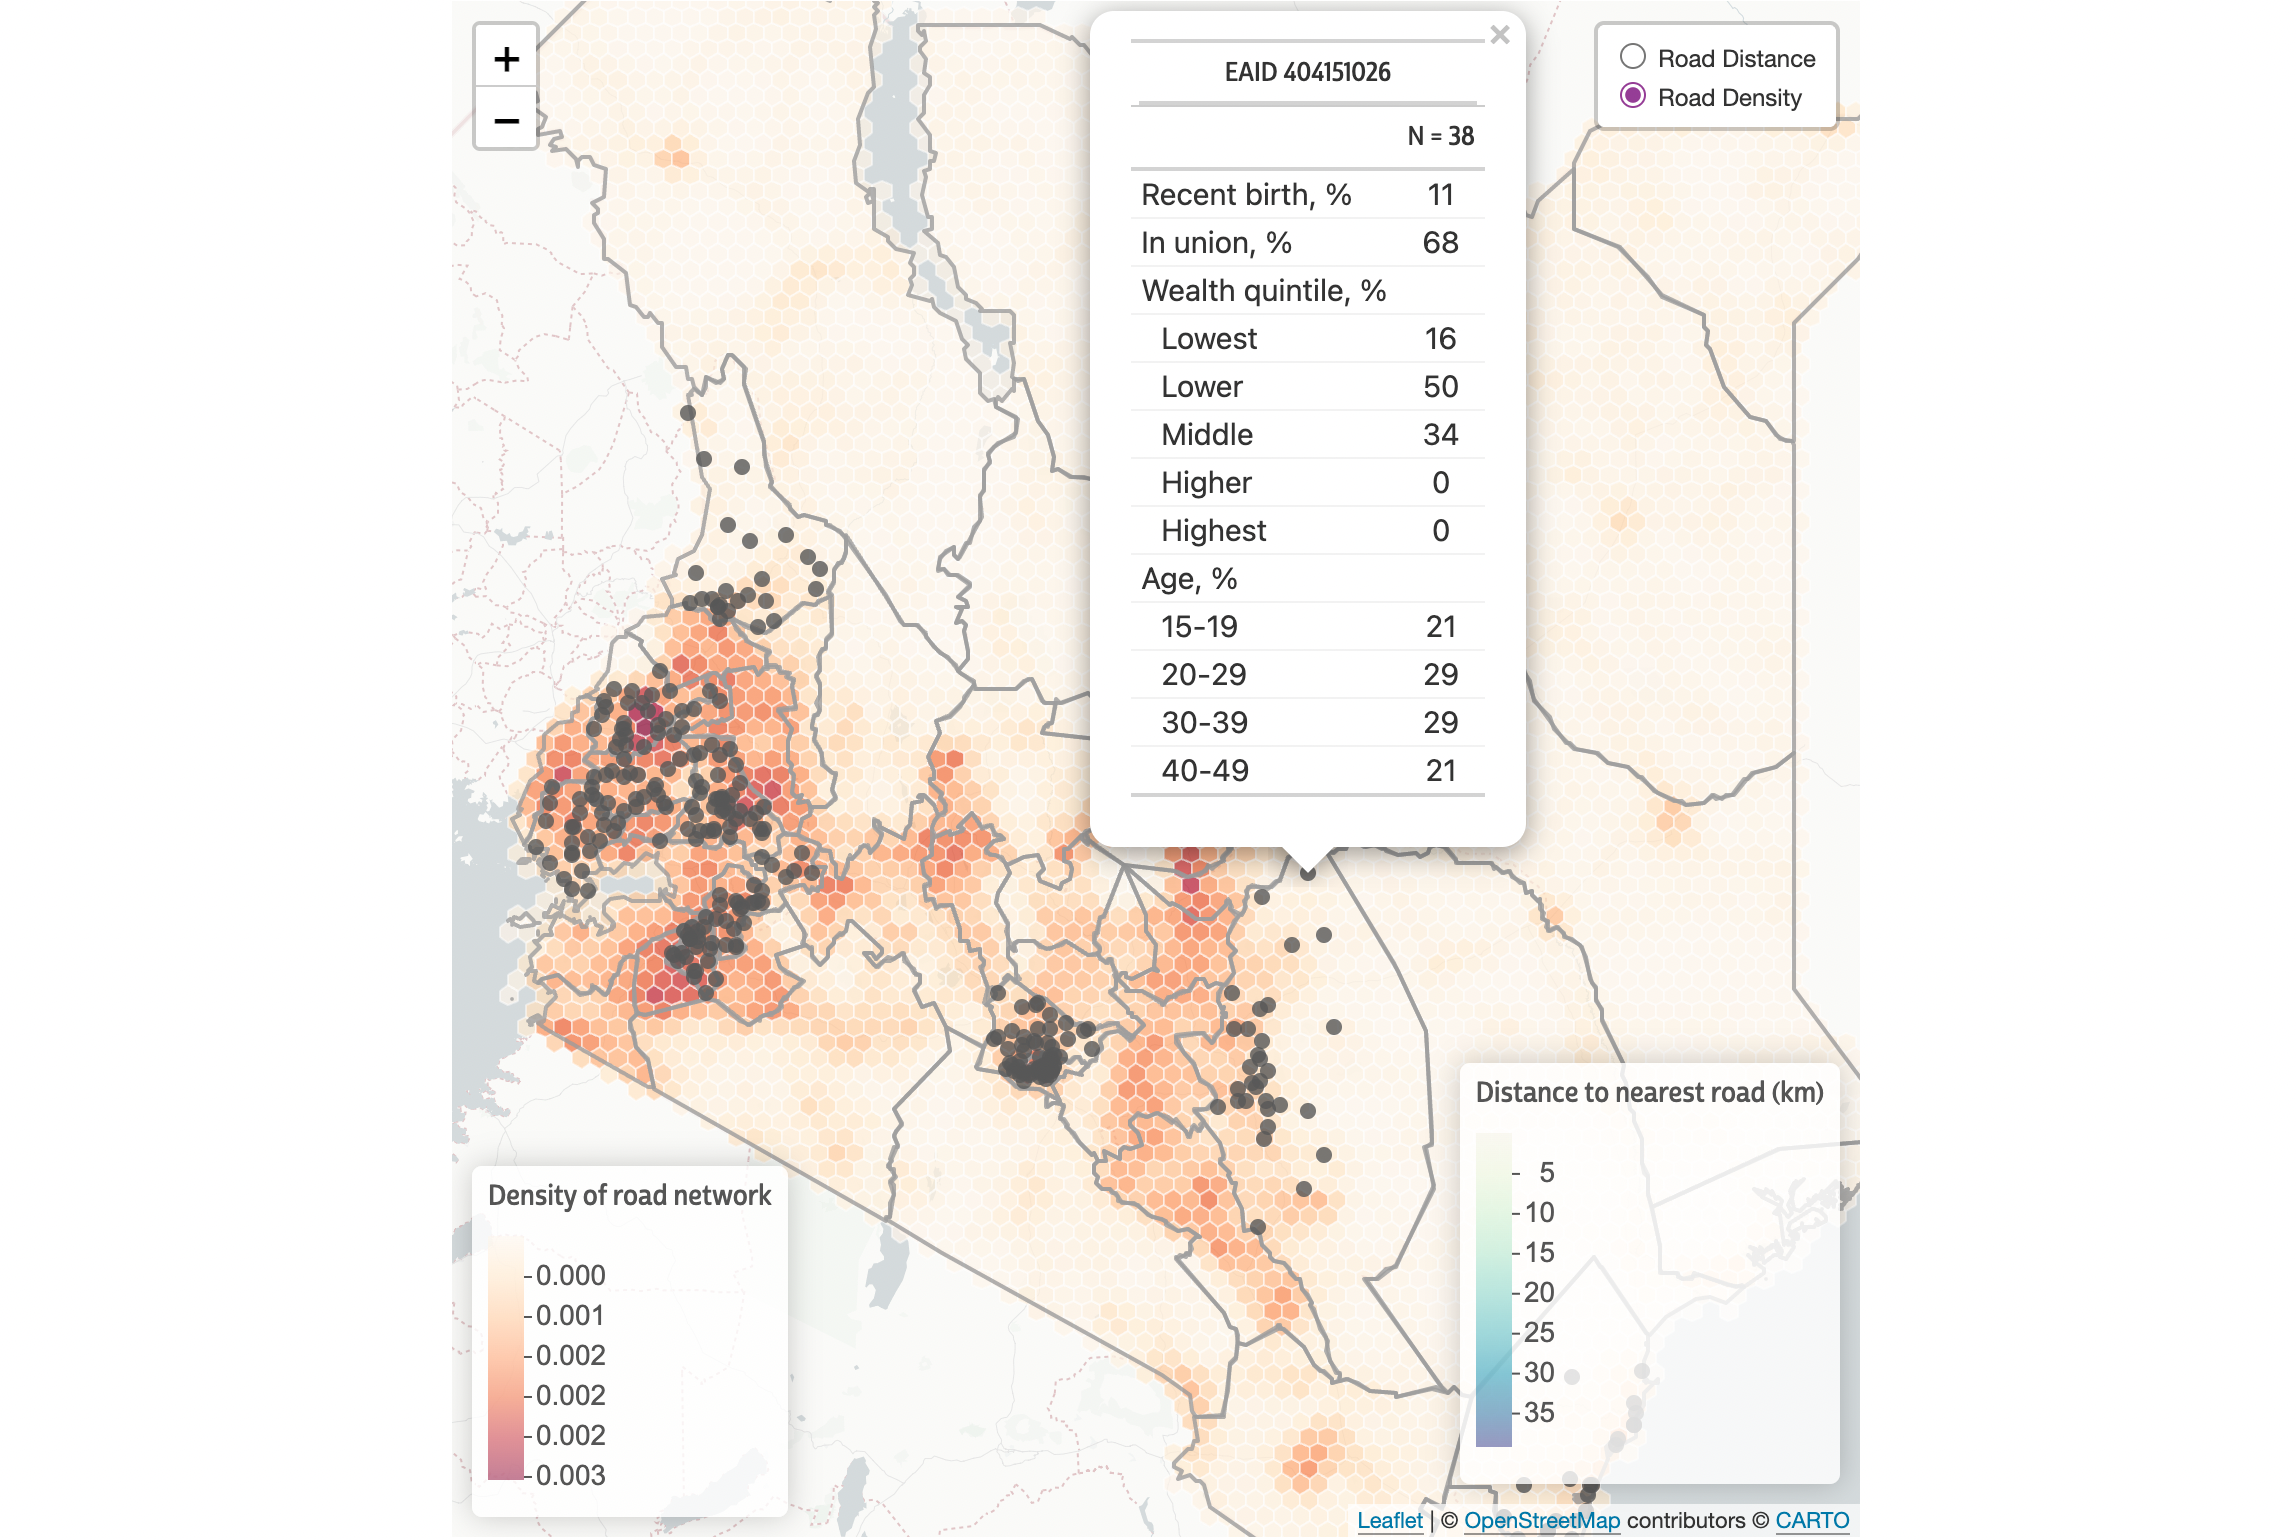 +
−
×
EAID 404151026
N = 38
Recent birth, % 11
In union, % 68
Wealth quintile, %
Lowest 16
Lower 50
Middle 34
Higher 0
Highest 0
Age, %
15-19 21
20-29 29
30-39 29
40-49 21
Road Distance
Road Density
Density of road network
0.000
0.001
0.002
0.002
0.002
0.003
Distance to nearest road (km)
5
10
15
20
25
30
35
Leaflet | © OpenStreetMap contributors © CARTO